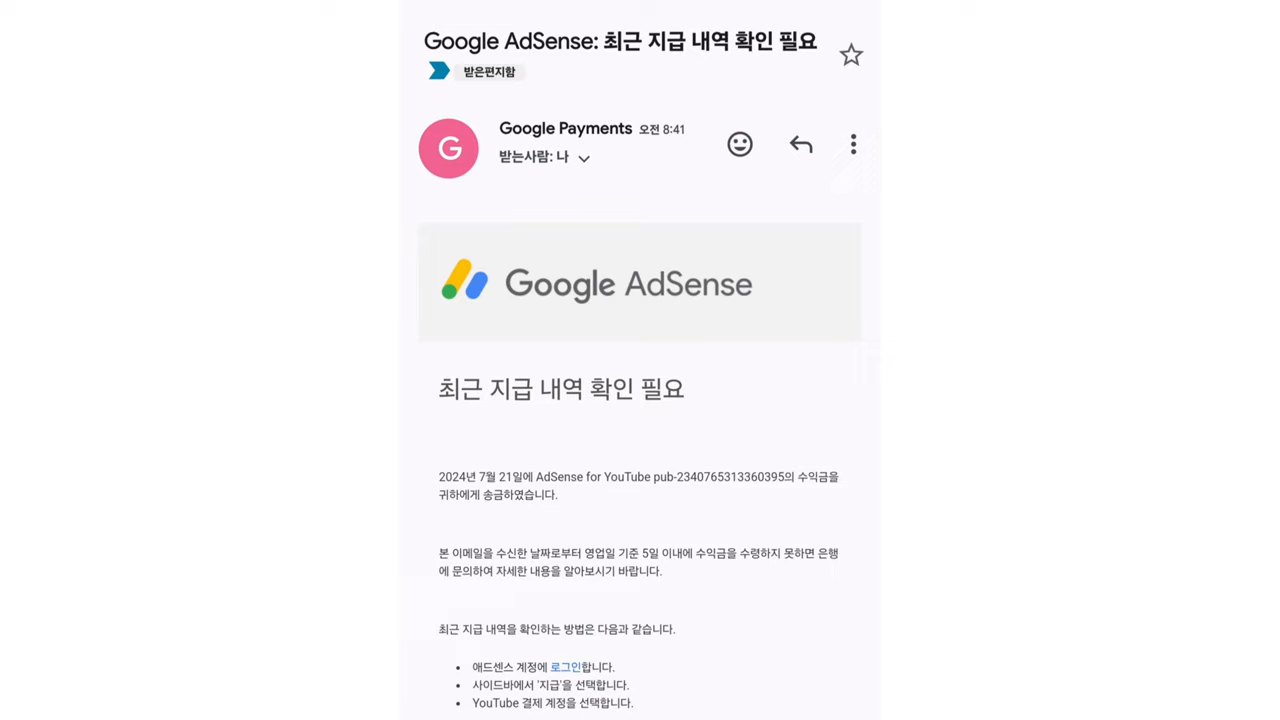 Google AdSense: 최근 지급 내역 확인 필요
받은편지함
G
Google Payments 오전 8:41
받는사람: 나
Google AdSense
최근 지급 내역 확인 필요
2024년 7월 21일에 AdSense for YouTube pub-2340765313360395의 수익금을
귀하에게 송금하였습니다.
본 이메일을 수신한 날짜로부터 영업일 기준 5일 이내에 수익금을 수령하지 못하면 은행
에 문의하여 자세한 내용을 알아보시기 바랍니다.
최근 지급 내역을 확인하는 방법은 다음과 같습니다.
• 애드센스 계정에 로그인합니다.
• 사이드바에서 '지급'을 선택합니다.
• YouTube 결제 계정을 선택합니다.